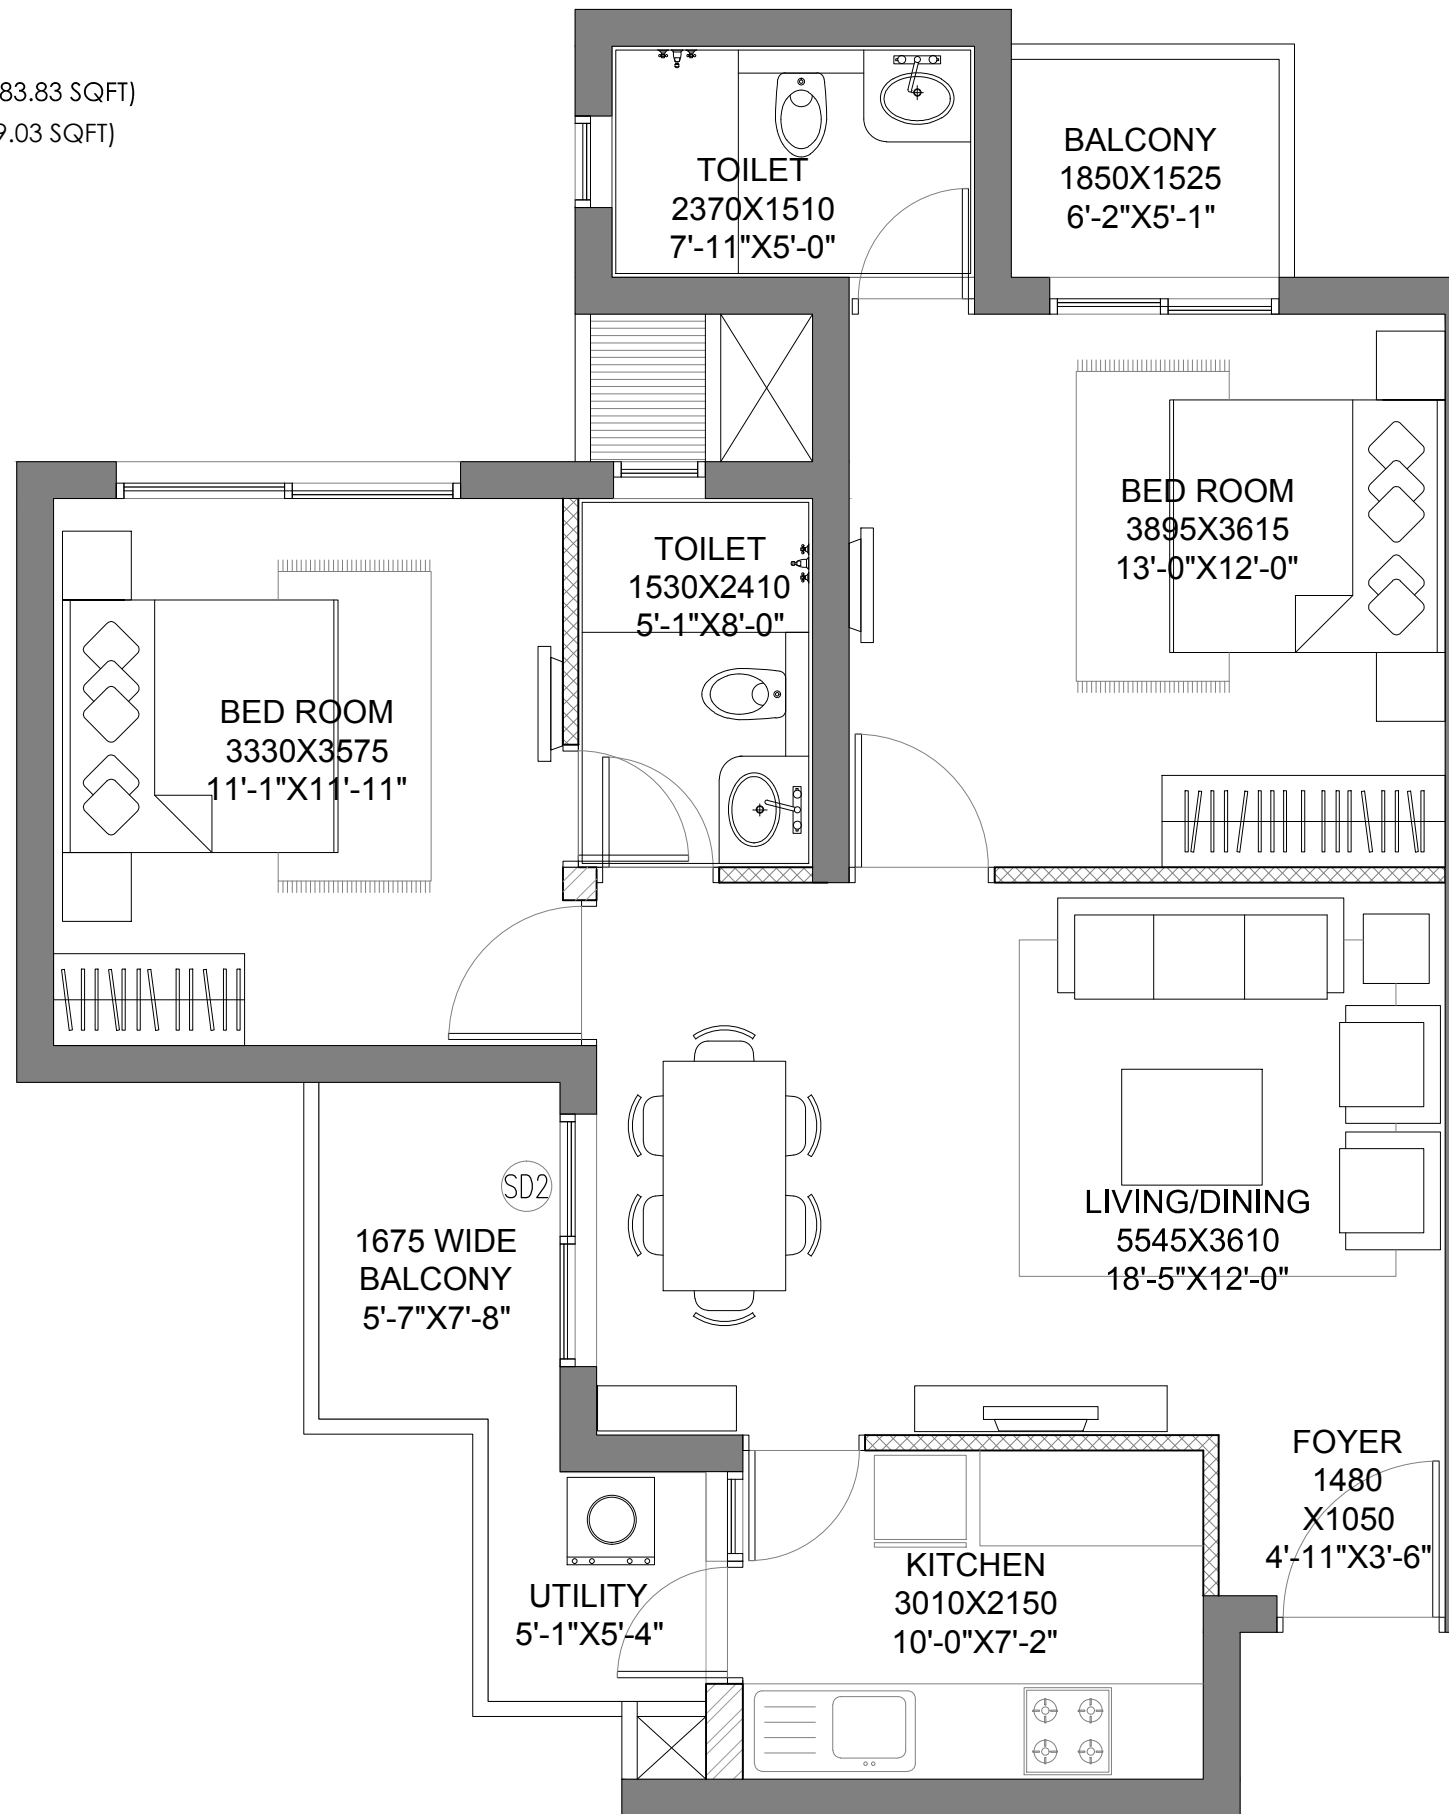 83.83 SQFT)
9.03 SQFT)
TOILET
2370X1510
7'-11"X5'-0"
BALCONY
1850X1525
6'-2"X5'-1"
BED ROOM
3895X3615
13'-0"X12'-0"
TOILET
1530X2410
5'-1"X8'-0"
BED ROOM
3330X3575
11'-1"X11'-11"
SD2
1675 WIDE
BALCONY
5'-7"X7'-8"
LIVING/DINING
5545X3610
18'-5"X12'-0"
FOYER
1480
X1050
4'-11"X3'-6"
KITCHEN
3010X2150
10'-0"X7'-2"
UTILITY
5'-1"X5'-4"